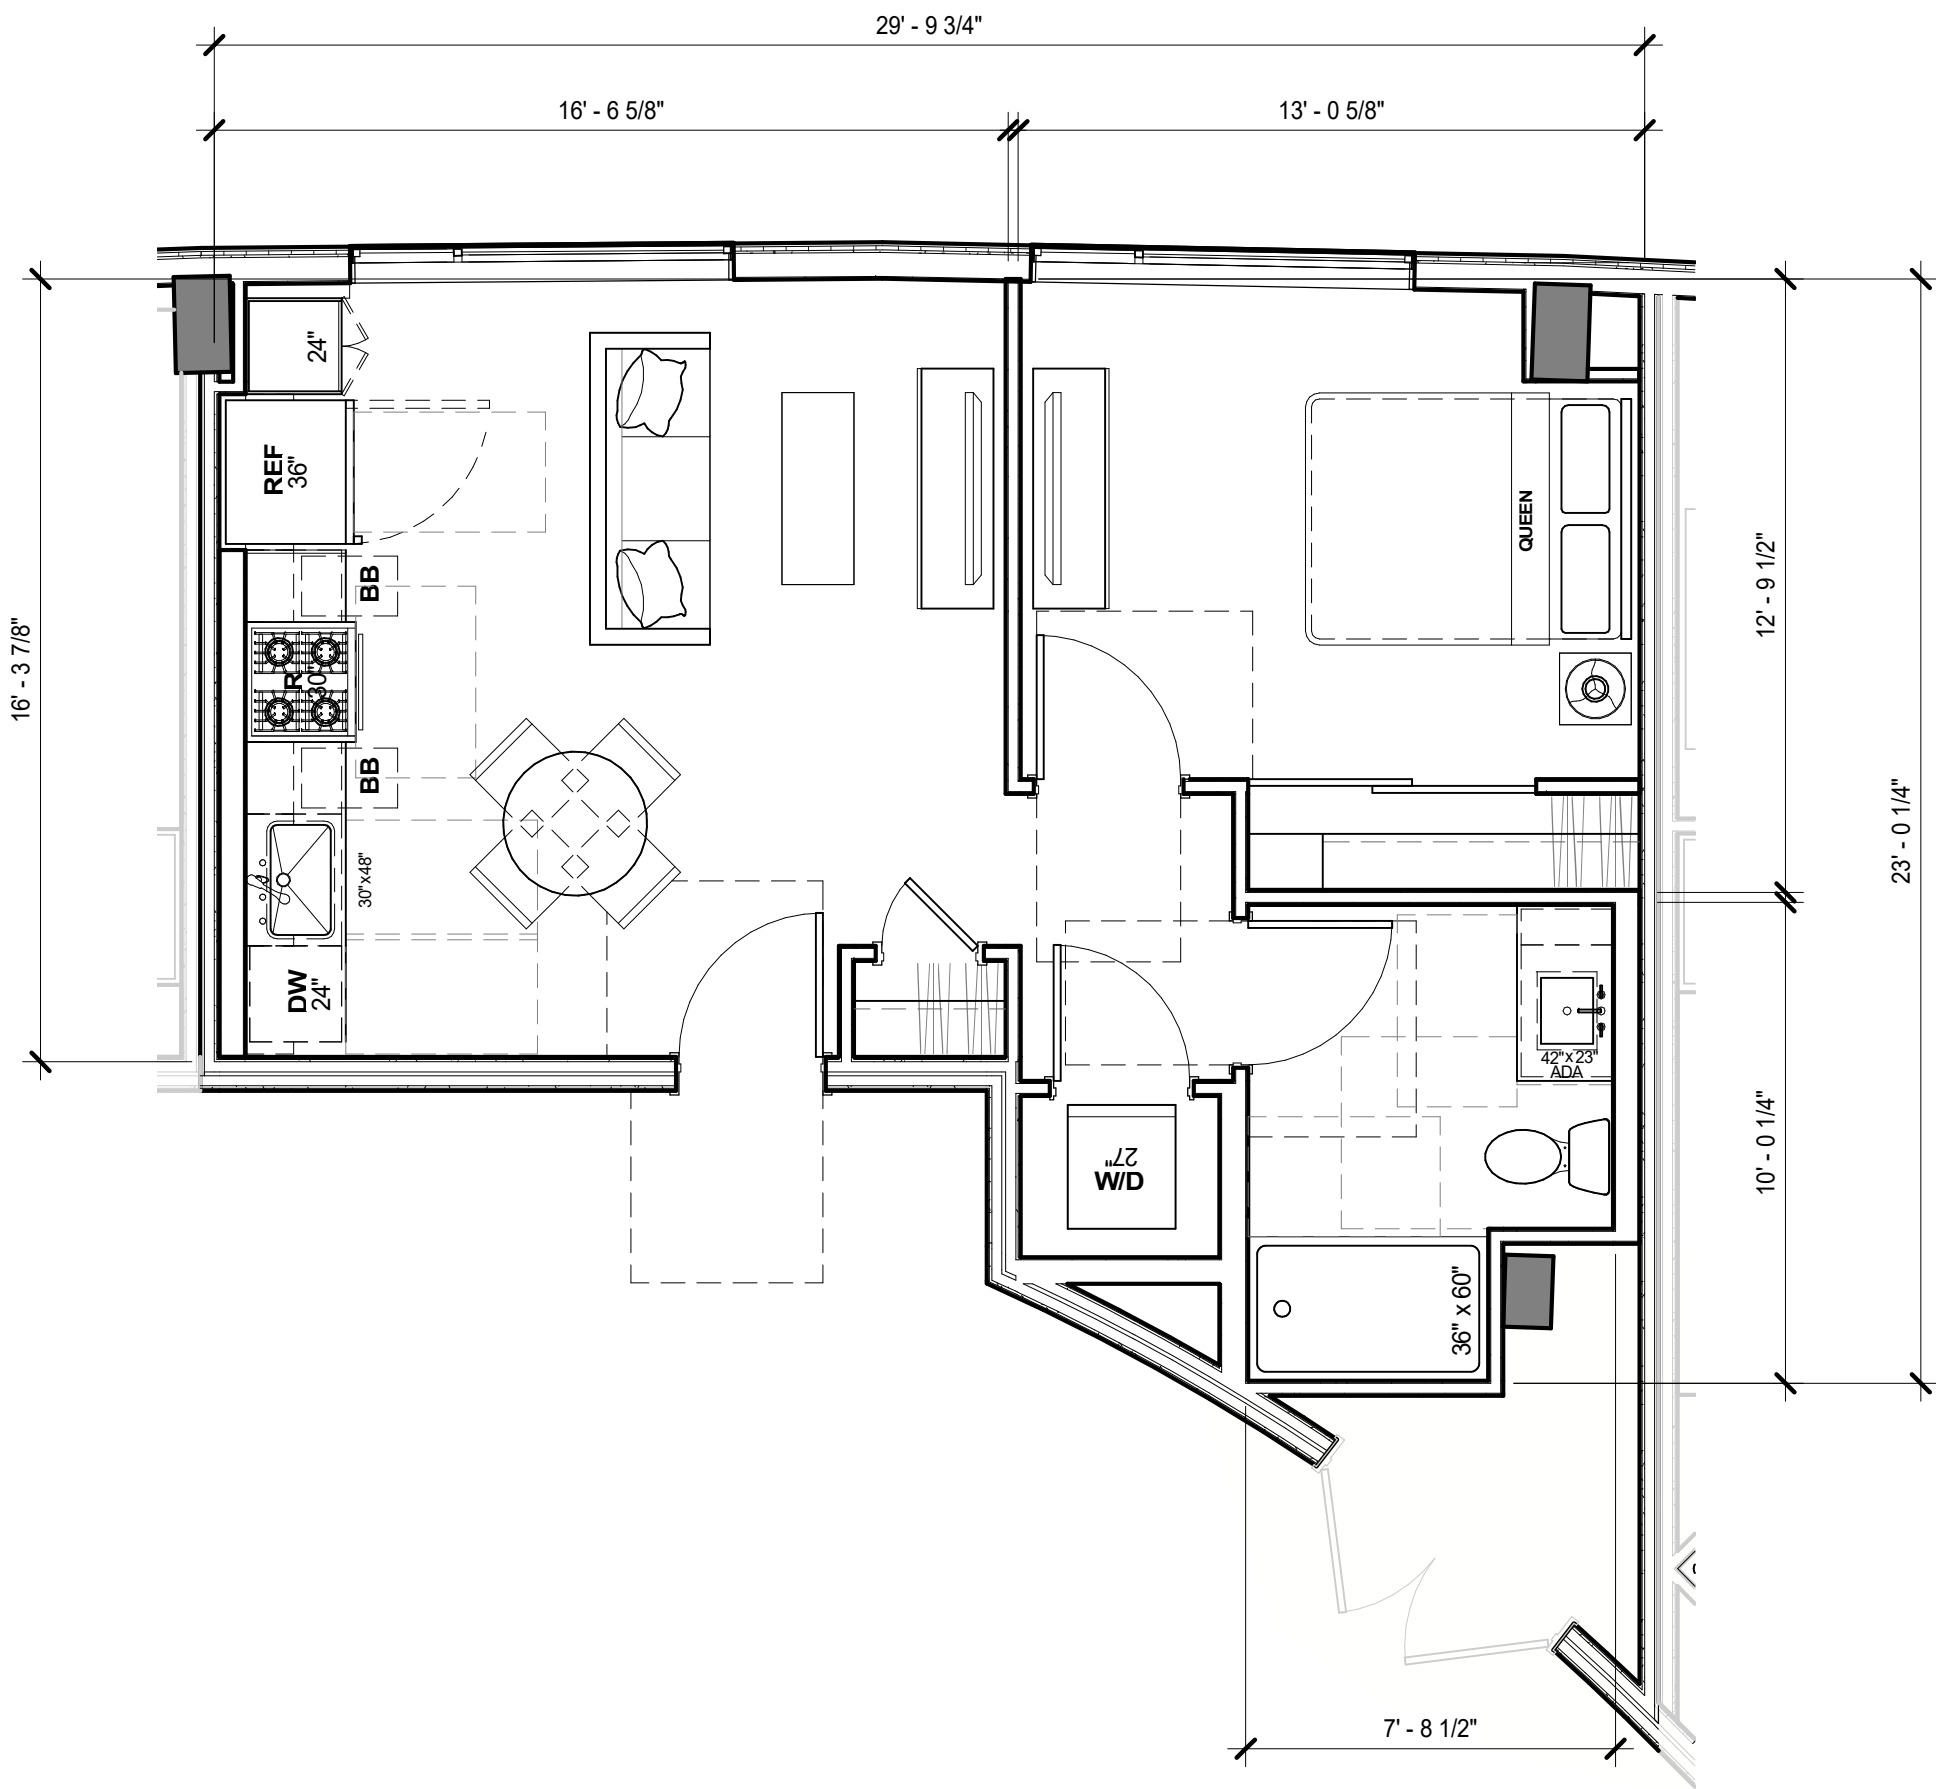 29' - 9 3/4"
16' - 6 5/8"
13' - 0 5/8"
24"
REF
36"
QUEEN
BB
12' - 9 1/2"
16' - 3 7/8"
R
30"
BB
23' - 0 1/4"
30"x48"
DW
24"
42"x23"
ADA
10' - 0 1/4"
27"
W/D
36" x 60"
7' - 8 1/2"